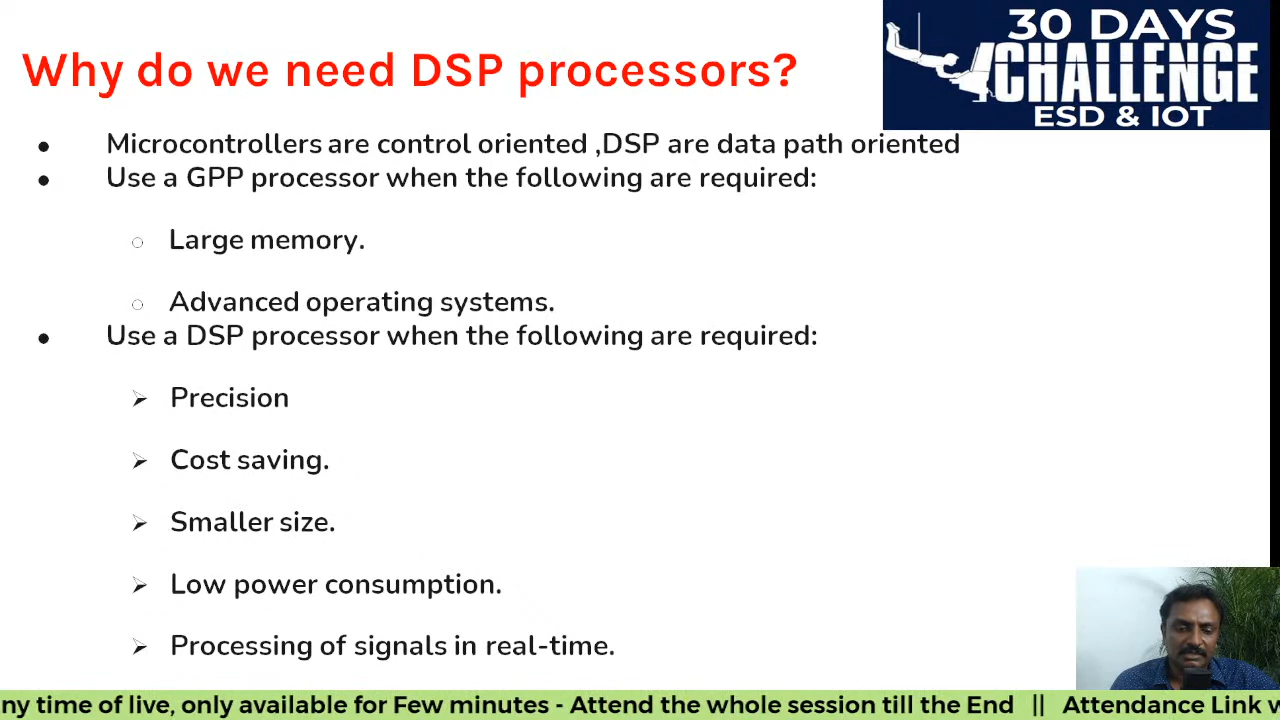 30 DAYS
CHALLENGE
ESD & IOT
Why do we need DSP processors?
● Microcontrollers are control oriented ,DSP are data path oriented
● Use a GPP processor when the following are required:
○ Large memory.
○ Advanced operating systems.
● Use a DSP processor when the following are required:
➢ Precision
➢ Cost saving.
➢ Smaller size.
➢ Low power consumption.
➢ Processing of signals in real-time.
ny time of live, only available for Few minutes - Attend the whole session till the End || Attendance Link w